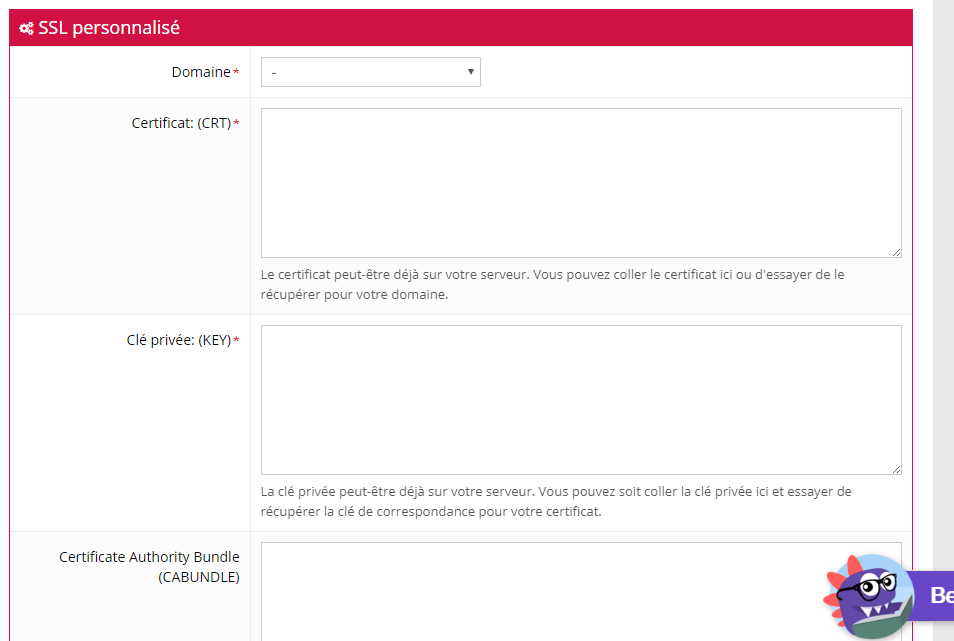 SSL personnalisé
Domaine*
-
Certificat: (CRT)*
Le certificat peut-être déjà sur votre serveur. Vous pouvez coller le certificat ici ou d'essayer de le
récupérer pour votre domaine.
Clé privée: (KEY)*
La clé privée peut-être déjà sur votre serveur. Vous pouvez soit coller la clé privée ici et essayer de
récupérer la clé de correspondance pour votre certificat.
Certificate Authority Bundle
(CABUNDLE)
Be